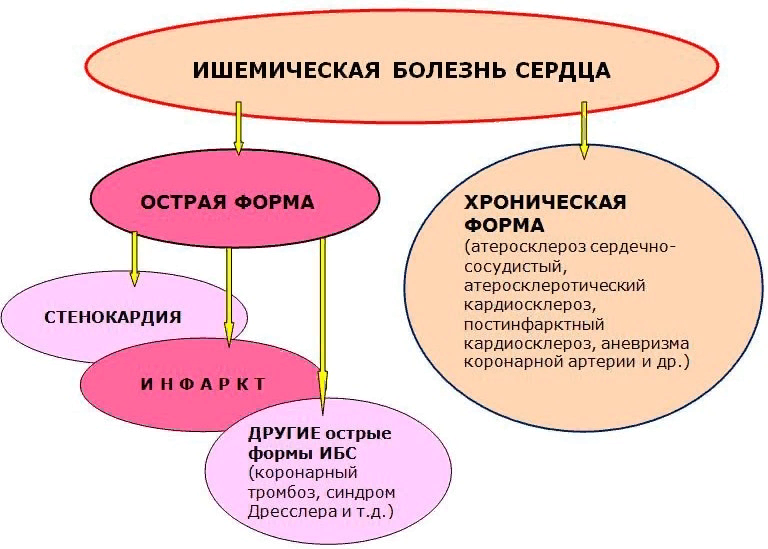 ИШЕМИЧЕСКАЯ БОЛЕЗНЬ СЕРДЦА
ОСТРАЯ ФОРМА
СТЕНОКАРДИЯ
И Н Ф А Р К Т
ДРУГИЕ острые
формы ИБС
(коронарный
тромбоз, синдром
Дресслера и т.д.)
ХРОНИЧЕСКАЯ
ФОРМА
(атеросклероз сердечно-
сосудистый,
атеросклеротический
кардиосклероз,
постинфарктный
кардиосклероз, аневризма
коронарной артерии и др.)